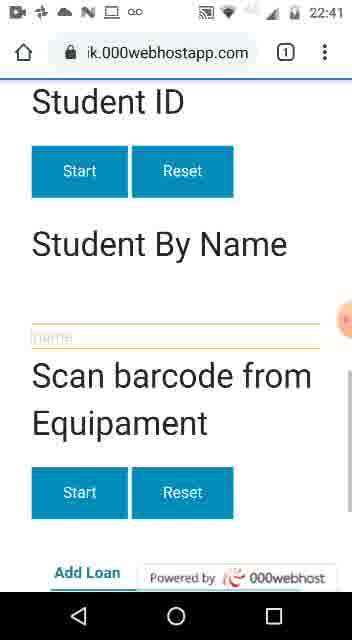 22:41
ik.000webhostapp.com
1
Student ID
Start Reset
Student By Name
name
Scan barcode from
Equipament
Start Reset
Add Loan
Powered by 000webhost